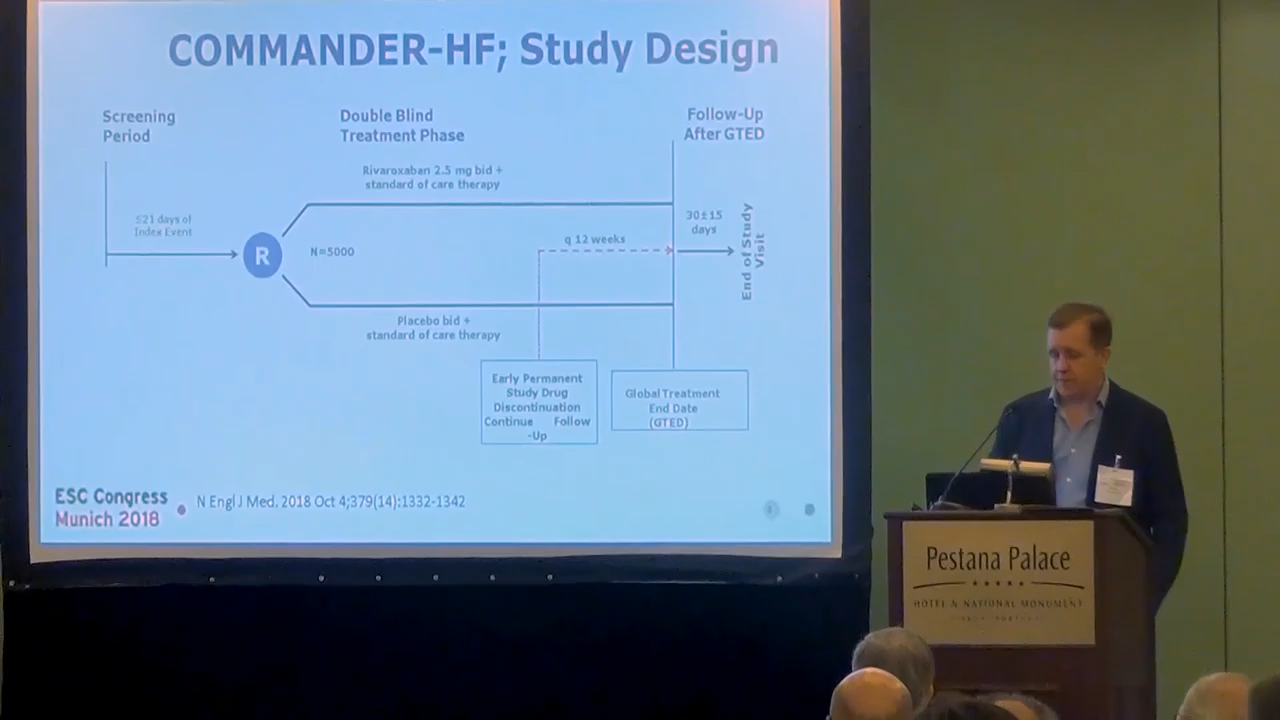 COMMANDER-HF; Study Design
Screening
Period
Double Blind
Treatment Phase
Follow-Up
After GTED
Rivaroxaban 2.5 mg bid +
standard of care therapy
≤21 days of
Index Event
R
N=5000
q 12 weeks
30±15
days
End of Study
Visit
Placebo bid +
standard of care therapy
Early Permanent
Study Drug
Discontinuation
Continue Follow
-Up
Global Treatment
End Date
(GTED)
ESC Congress
Munich 2018
N Engl J Med. 2018 Oct 4;379(14):1332-1342
Pestana Palace
HOTEL & NATIONAL MONUMENT